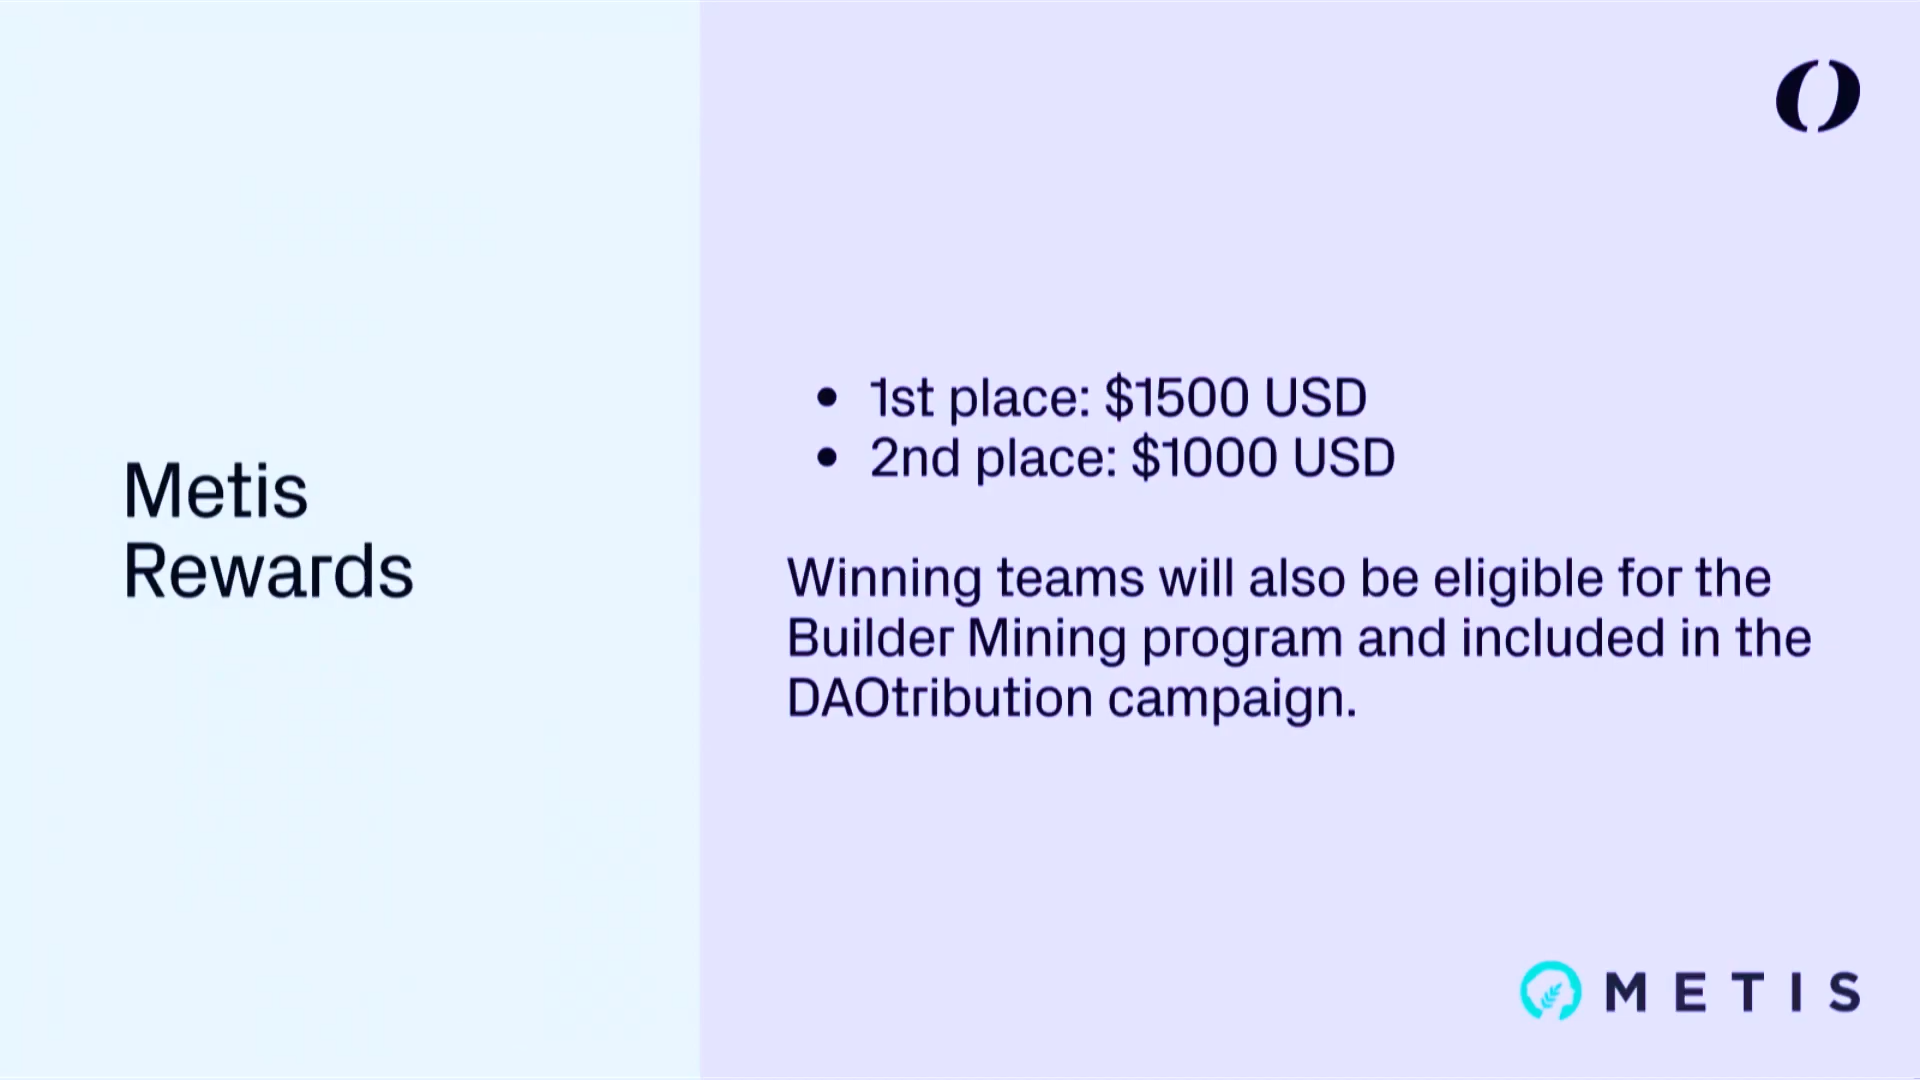 Metis
Rewards
• 1st place: $1500 USD
• 2nd place: $1000 USD
Winning teams will also be eligible for the
Builder Mining program and included in the
DAOtribution campaign.
METIS